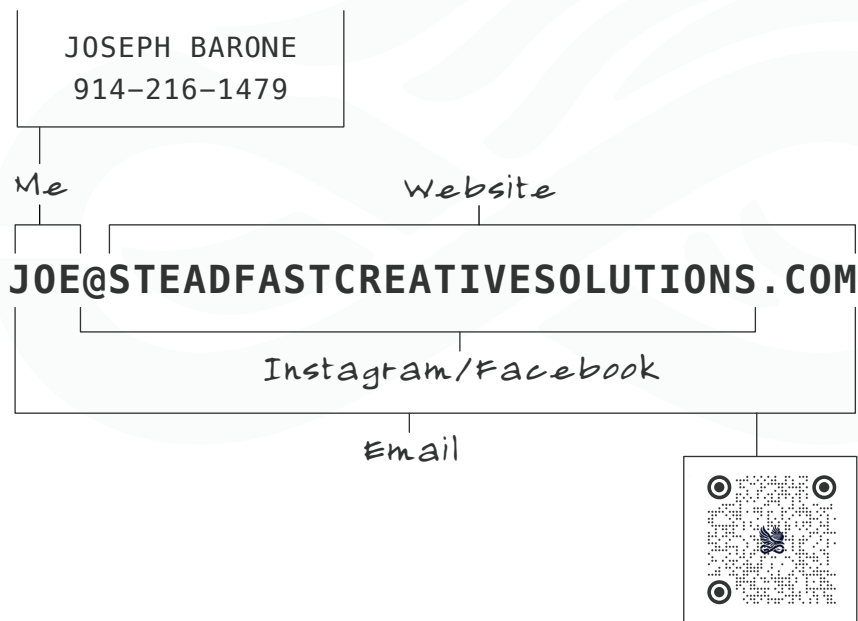 JOSEPH BARONE
914-216-1479
Me
Website
JOE@STEADFASTCREATIVESOLUTIONS.COM
Instagram/Facebook
Email